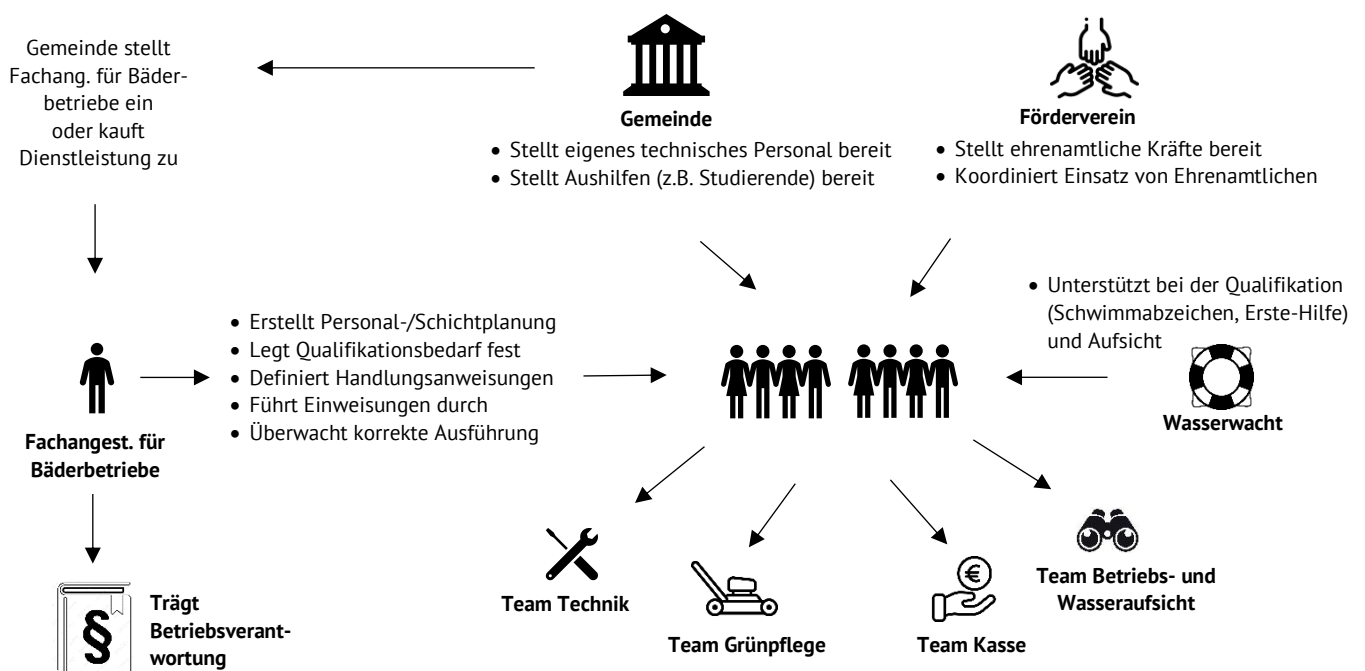 Gemeinde stellt
Fachang. für Bäder-
betriebe ein
oder kauft
Dienstleistung zu
Gemeinde
• Stellt eigenes technisches Personal bereit
• Stellt Aushilfen (z.B. Studierende) bereit
Förderverein
• Stellt ehrenamtliche Kräfte bereit
• Koordiniert Einsatz von Ehrenamtlichen
• Unterstützt bei der Qualifikation
(Schwimmabzeichen, Erste-Hilfe)
und Aufsicht
Wasserwacht
Fachangest. für
Bäderbetriebe
• Erstellt Personal-/Schichtplanung
• Legt Qualifikationsbedarf fest
• Definiert Handlungsanweisungen
• Führt Einweisungen durch
• Überwacht korrekte Ausführung
§
Trägt
Betriebsverant-
wortung
Team Technik
Team Grünpflege
€
Team Kasse
Team Betriebs- und
Wasseraufsicht